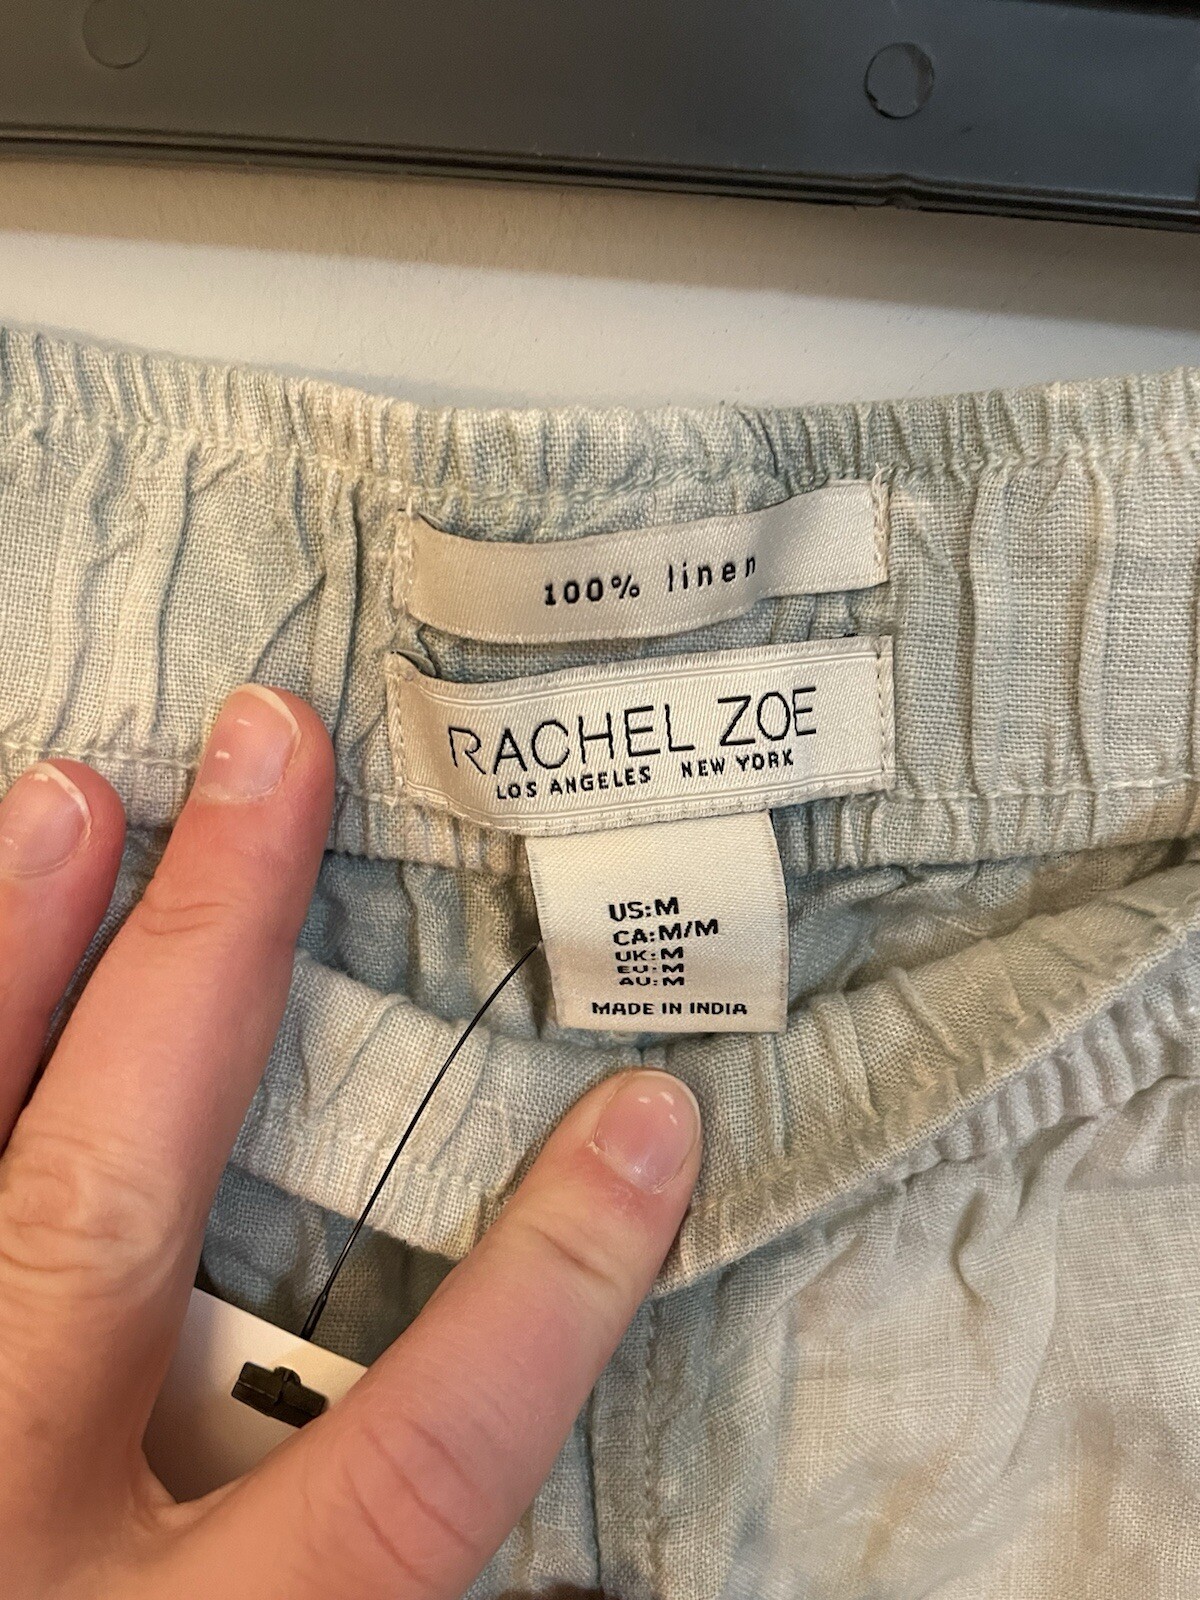 100% linen
RACHEL ZOE
LOS ANGELES NEW YORK
US:M
CA:M/M
UK:M
EU:M
AU:M
MADE IN INDIA